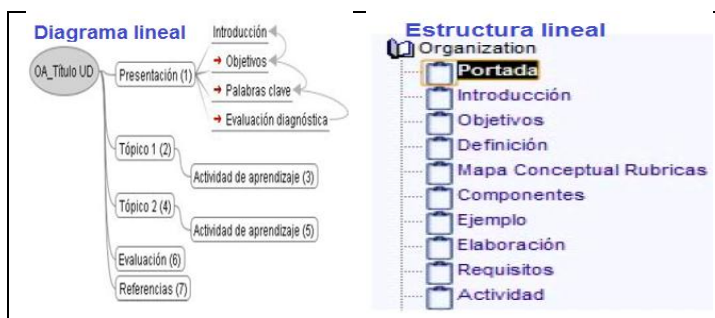 Diagrama lineal
OA_Título UD
Introducción
Objetivos
Presentación (1)
Palabras clave
Evaluación diagnóstica
Tópico 1 (2)
Actividad de aprendizaje (3)
Tópico 2 (4)
Actividad de aprendizaje (5)
Evaluación (6)
Referencias (7)
Estructura lineal
Organization
Portada
Introducción
Objetivos
Definición
Mapa Conceptual Rubricas
Componentes
Ejemplo
Elaboración
Requisitos
Actividad